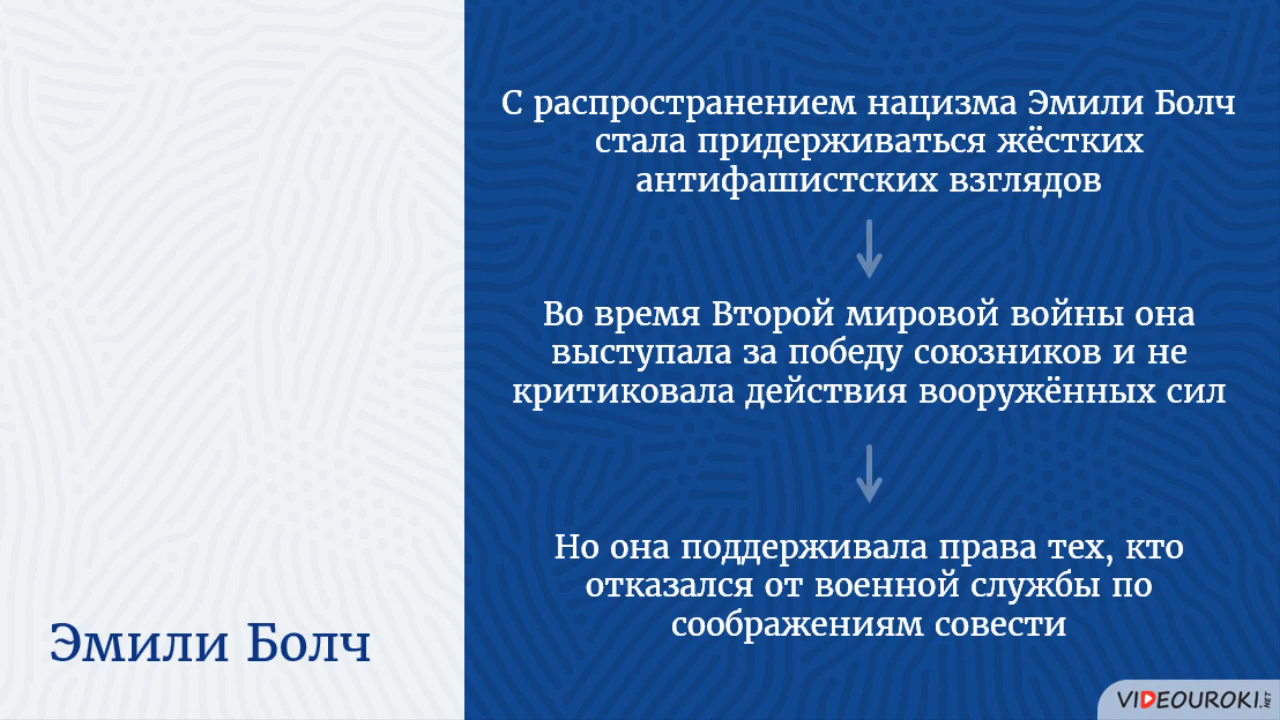 С распространением нацизма Эмили Болч
стала придерживаться жёстких
антифашистских взглядов
Во время Второй мировой войны она
выступала за победу союзников и не
критиковала действия вооружённых сил
Но она поддерживала права тех, кто
отказался от военной службы по
соображениям совести
Эмили Болч
VIDEOUROKI.NET